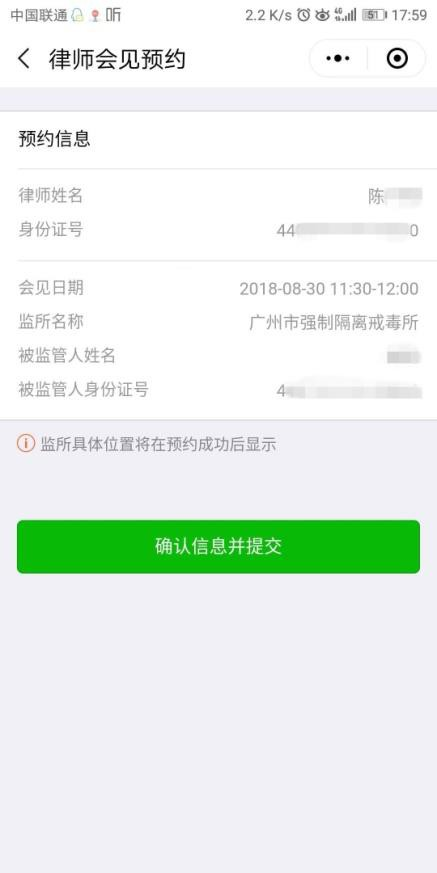 中国联通 听 2.2 K/s 4G 51 17:59
律师会见预约
预约信息
律师姓名 陈
身份证号 44 0
会见日期 2018-08-30 11:30-12:00
监所名称 广州市强制隔离戒毒所
被监管人姓名
被监管人身份证号 4
监所具体位置将在预约成功后显示
确认信息并提交